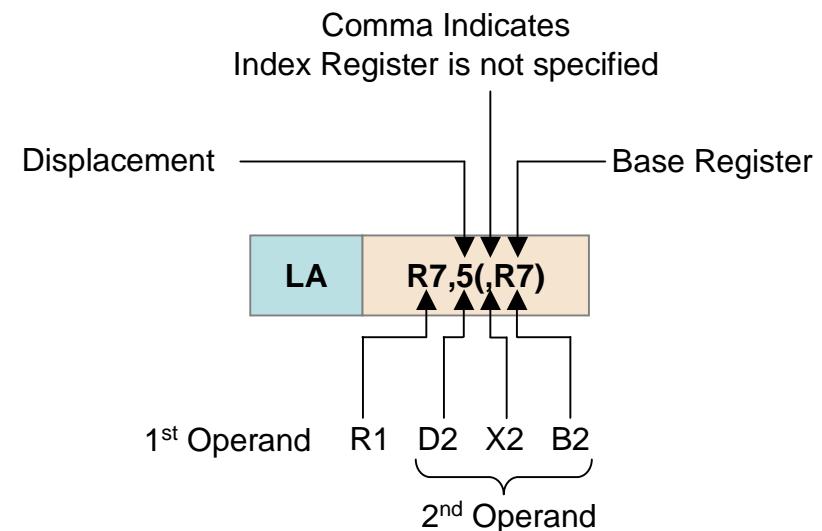 Comma Indicates
Index Register is not specified
Displacement
Base Register
LA
R7,5(,R7)
1st Operand
R1
D2
X2
B2
2nd Operand